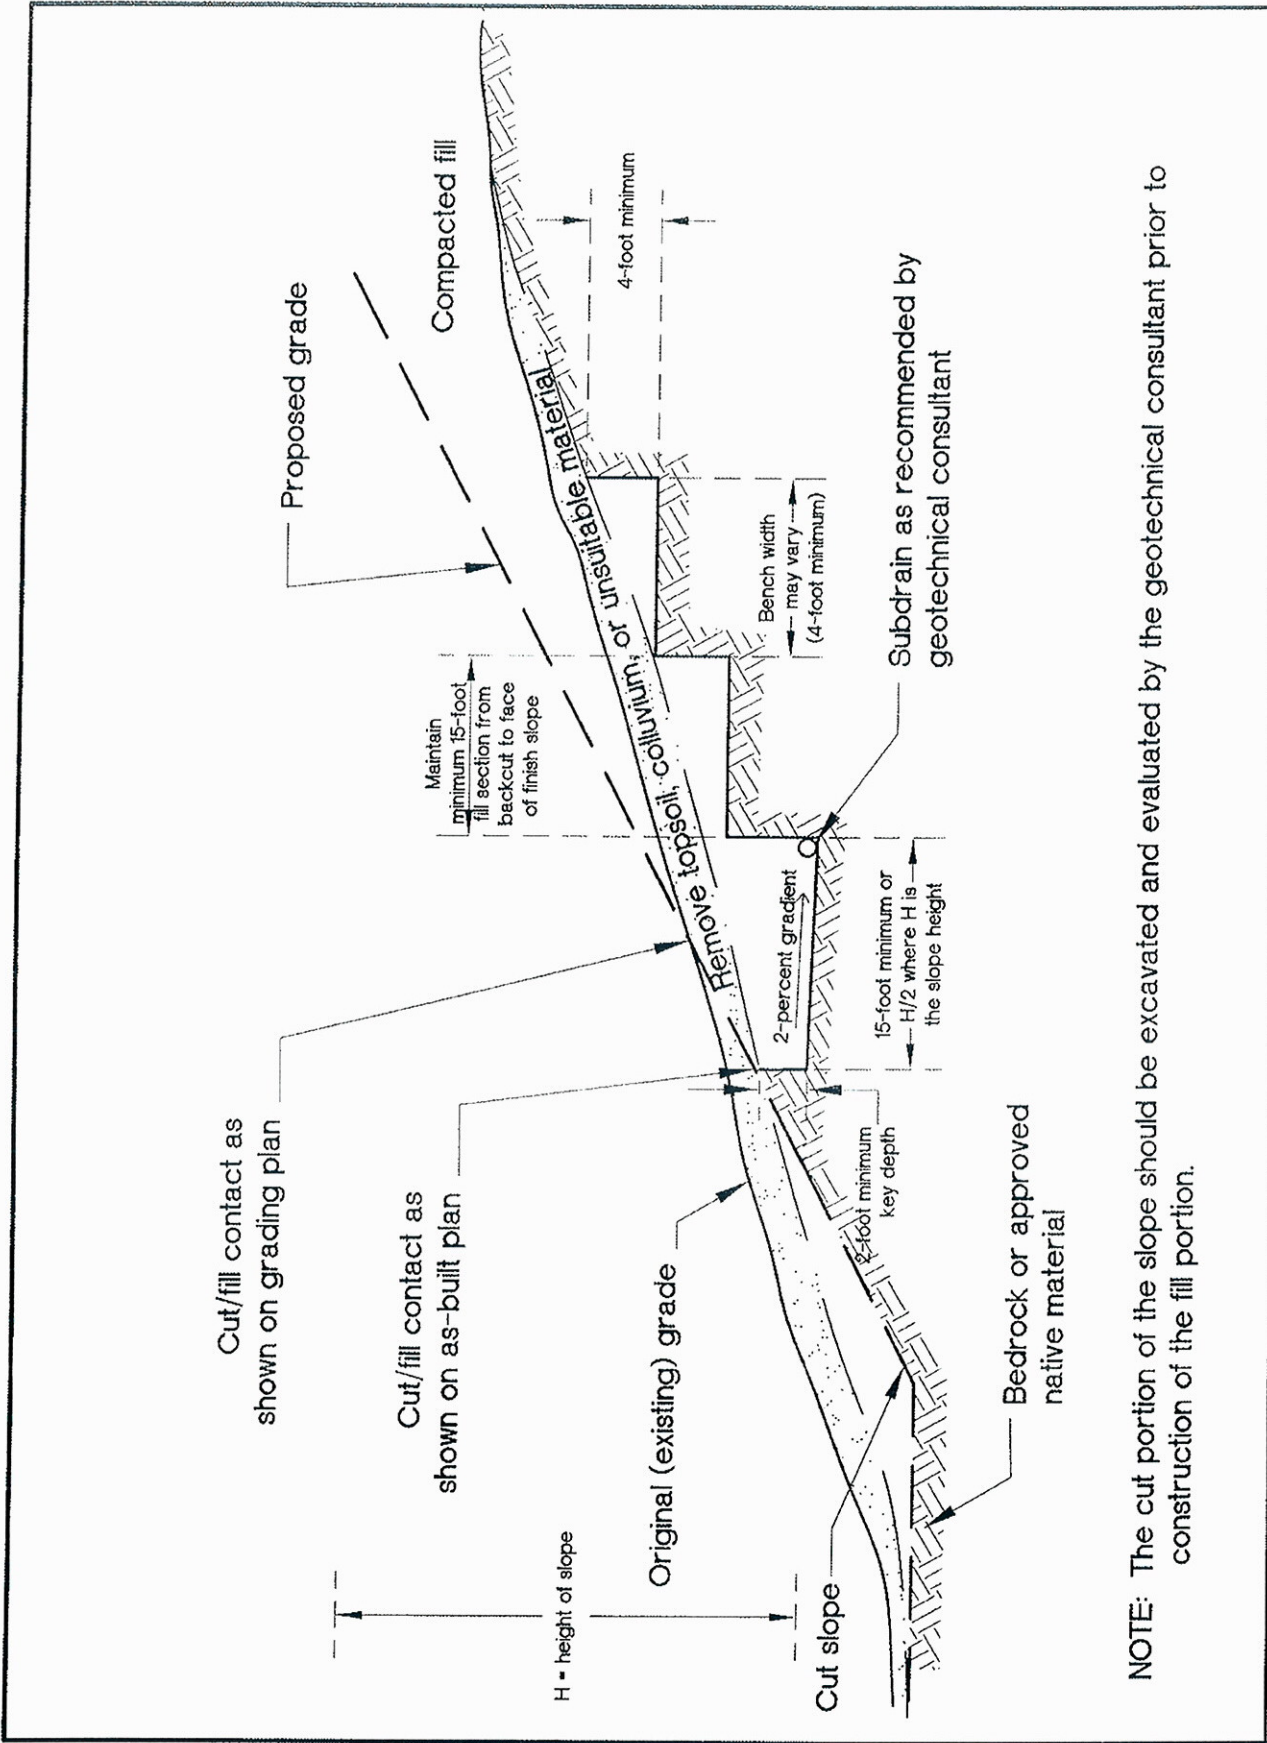 Cut/fill contact as
shown on grading plan
Proposed grade
Cut/fill contact as
shown on as-built plan
Maintain
minimum 15-foot
fill section from
backcut to face
of finish slope
Compacted fill
H = height of slope
Original (existing) grade
Remove topsoil, colluvium, or unsuitable material
4-foot minimum
Bench width
may vary
(4-foot minimum)
2-percent gradient
Cut slope
2-foot minimum
key depth
15-foot minimum or
H/2 where H is
the slope height
Subdrain as recommended by
geotechnical consultant
Bedrock or approved
native material
NOTE: The cut portion of the slope should be excavated and evaluated by the geotechnical consultant prior to
construction of the fill portion.